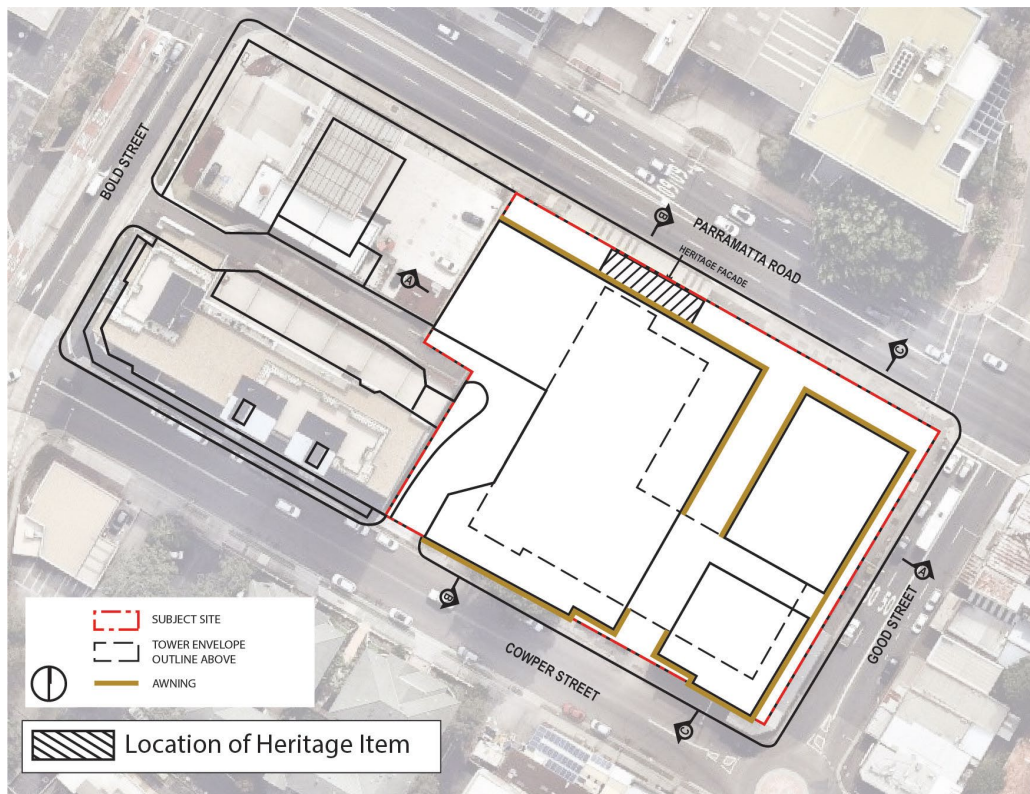 BOLD STREET
PARRAMATTA ROAD
HERITAGE FACADE
B
A
C
GOOD STREET
A
B
COWPER STREET
C
SUBJECT SITE
TOWER ENVELOPE
OUTLINE ABOVE
AWNING
Location of Heritage Item